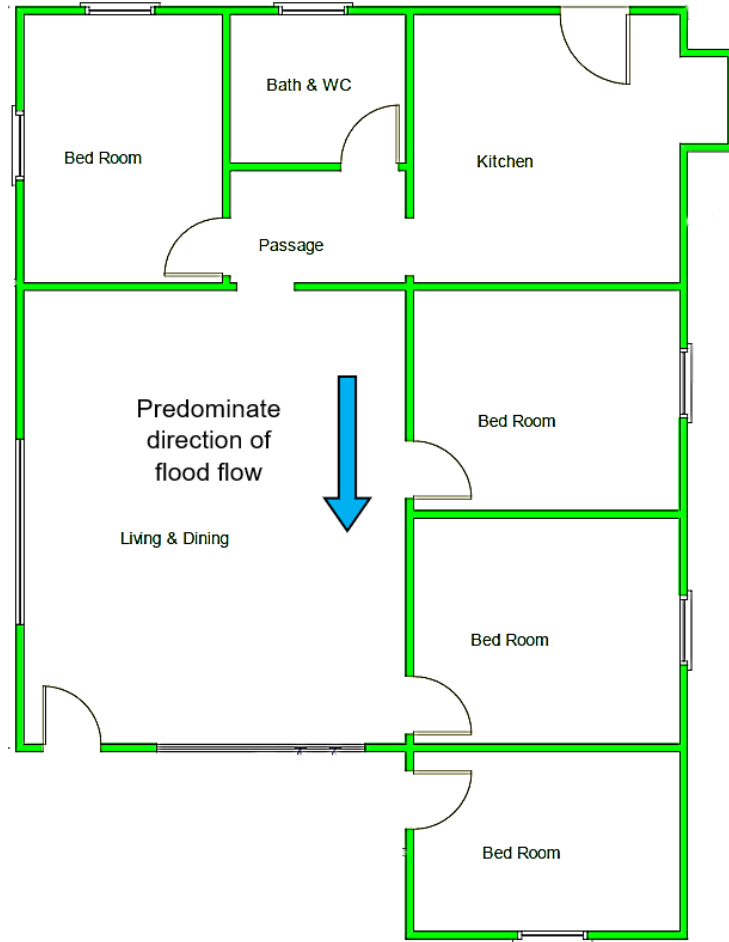 Bath & WC
Bed Room
Kitchen
Passage
Predominate
direction of
flood flow
Bed Room
Living & Dining
Bed Room
Bed Room